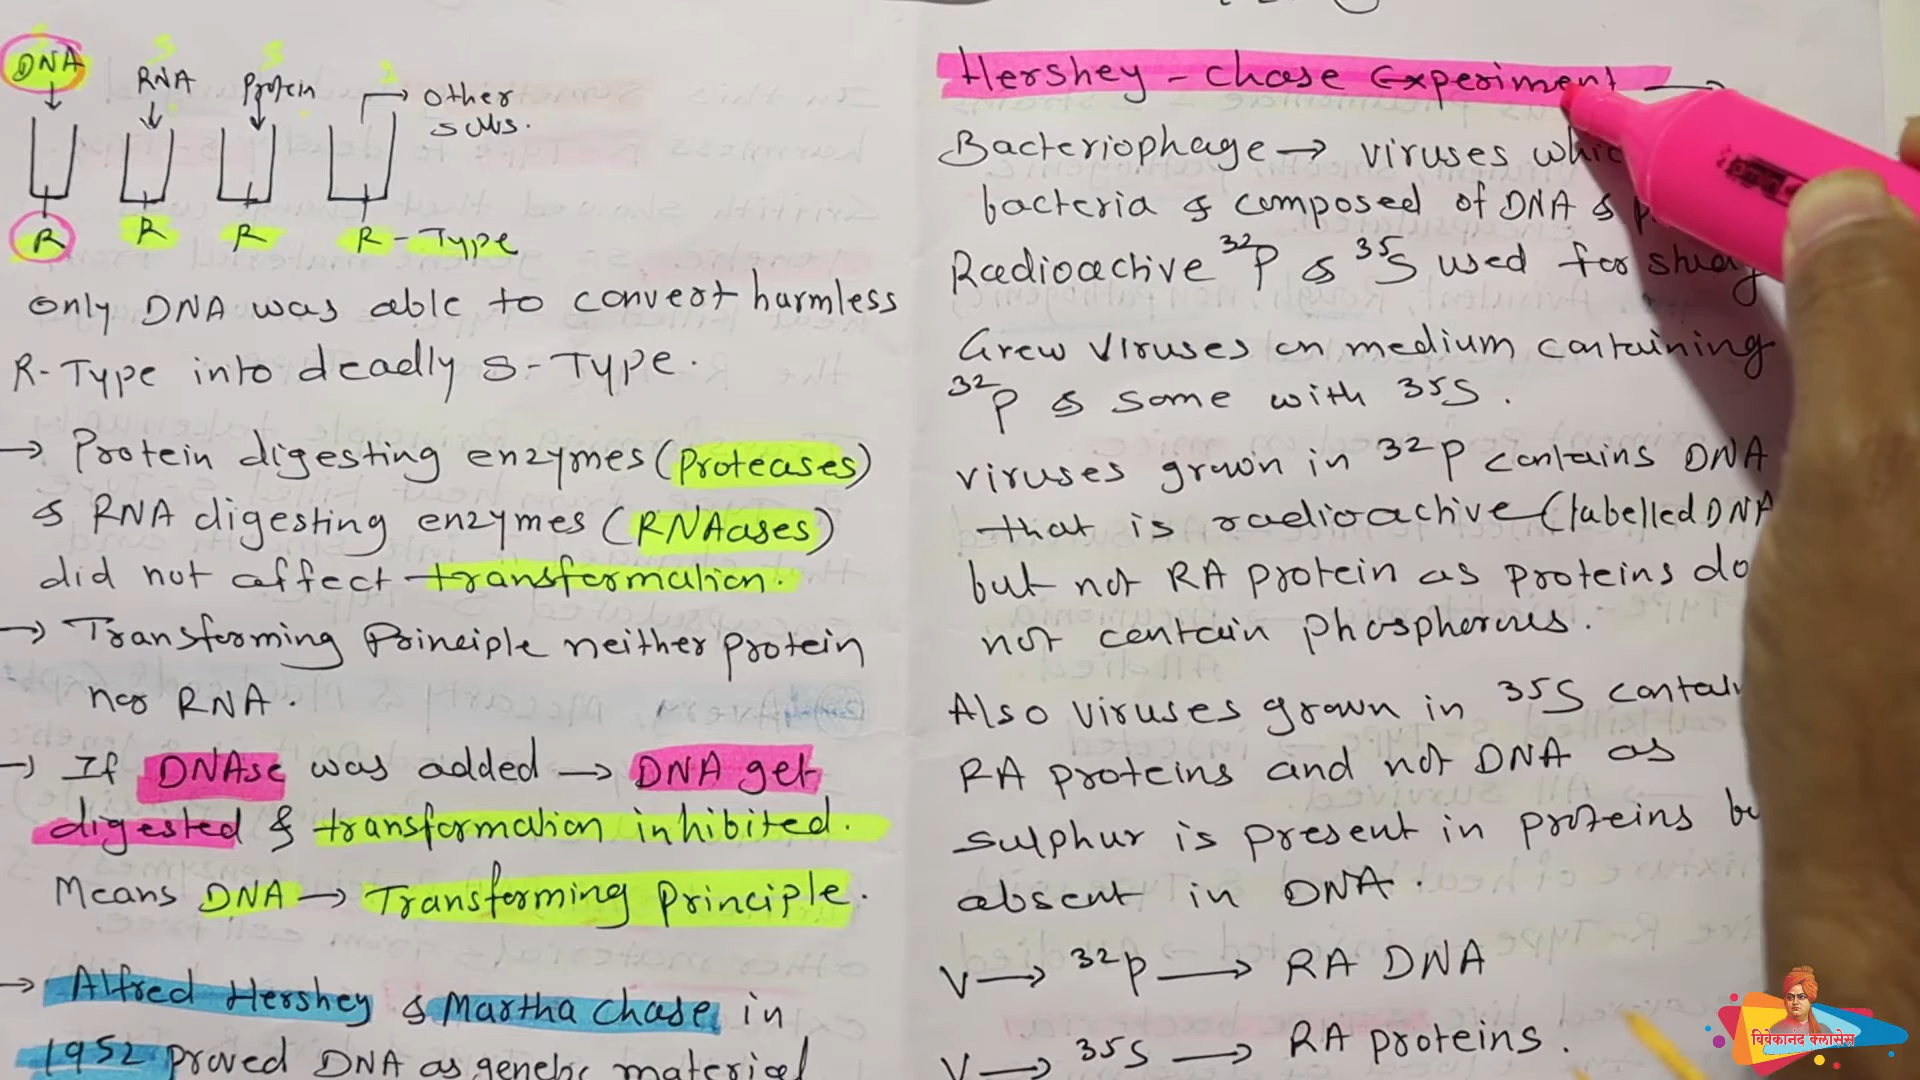 DNA
RNA
Protein
Other
R
R
R
R - Type
only DNA was able to convert harmless
R-Type into deadly S-Type.
→ Protein digesting enzymes (Proteases)
& RNA digesting enzymes (RNAases)
did not affect transformation.
→ Transforming Principle neither protein
nor RNA.
→ If DNAse was added → DNA get
digested & transformation inhibited.
Means DNA → Transforming principle.
→ Alfred Hershey & Martha chase in
1952 proved DNA as genetic material
Hershey - chase Experiment →
Bacteriophage → viruses
bacteria & composed of DNA &
Radioactive 32P & 35S used for study
Grew viruses on medium containing
32P & some with 35S.
viruses grown in 32P contains DNA
that is radioactive (labelled DNA
but not RA protein as proteins do
not contain phosphorous.
Also viruses grown in 35S
RA proteins and not DNA as
sulphur is present in proteins
absent in DNA.
V → 32P → RA DNA
V → 35S → RA proteins.
विवेकानंद क्लासेस